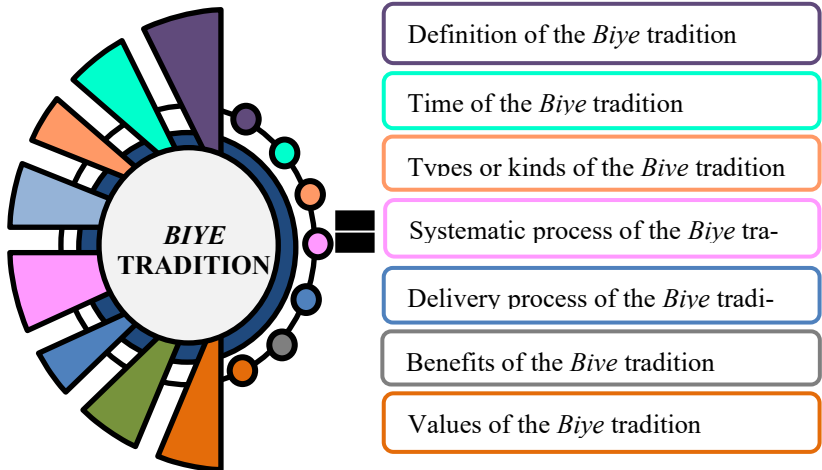 BIYE
TRADITION
Definition of the Biye tradition
Time of the Biye tradition
Types or kinds of the Biye tradition
Systematic process of the Biye tra-
Delivery process of the Biye tradi-
Benefits of the Biye tradition
Values of the Biye tradition